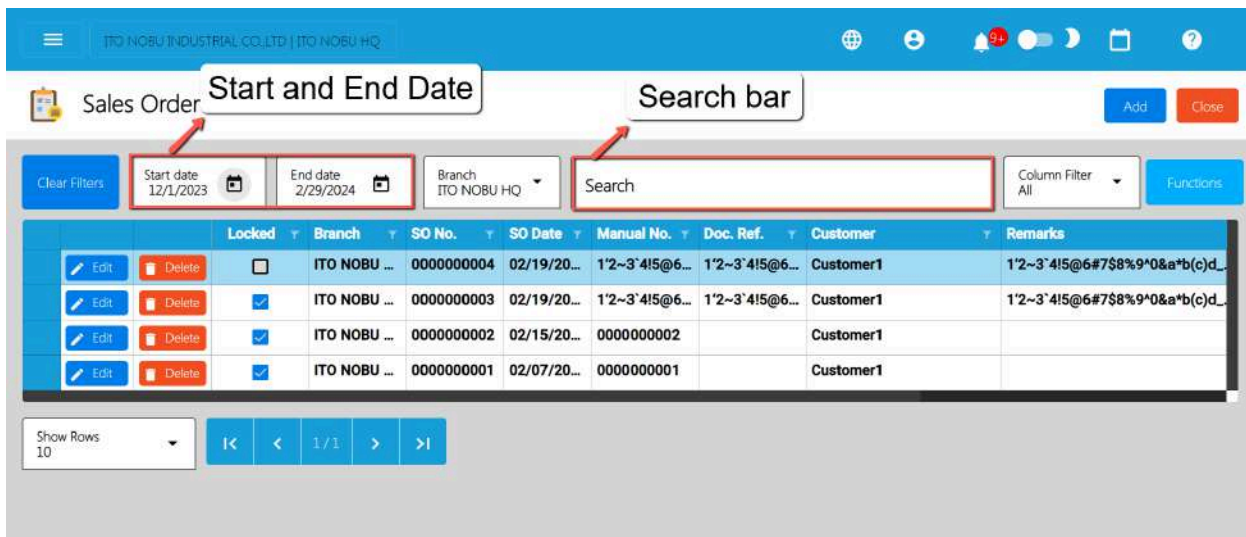 ITO NOBU INDUSTRIAL CO.,LTD | ITO NOBU HQ
9+
Start and End Date
Search bar
Sales Order
Add
Close
Clear Filters
Start date
12/1/2023
End date
2/29/2024
Branch
ITO NOBU HQ
Search
Column Filter
All
Functions
Locked Branch SO No. SO Date Manual No. Doc. Ref. Customer Remarks
Edit Delete ITO NOBU ... 0000000004 02/19/20... 1'2~3`4!5@6... 1'2~3`4!5@6... Customer1 1'2~3`4!5@6#7$8%9^0&a*b(c)d_.
Edit Delete ITO NOBU ... 0000000003 02/19/20... 1'2~3`4!5@6... 1'2~3`4!5@6... Customer1 1'2~3`4!5@6#7$8%9^0&a*b(c)d_.
Edit Delete ITO NOBU ... 0000000002 02/15/20... 0000000002 Customer1
Edit Delete ITO NOBU ... 0000000001 02/07/20... 0000000001 Customer1
Show Rows
10
1/1